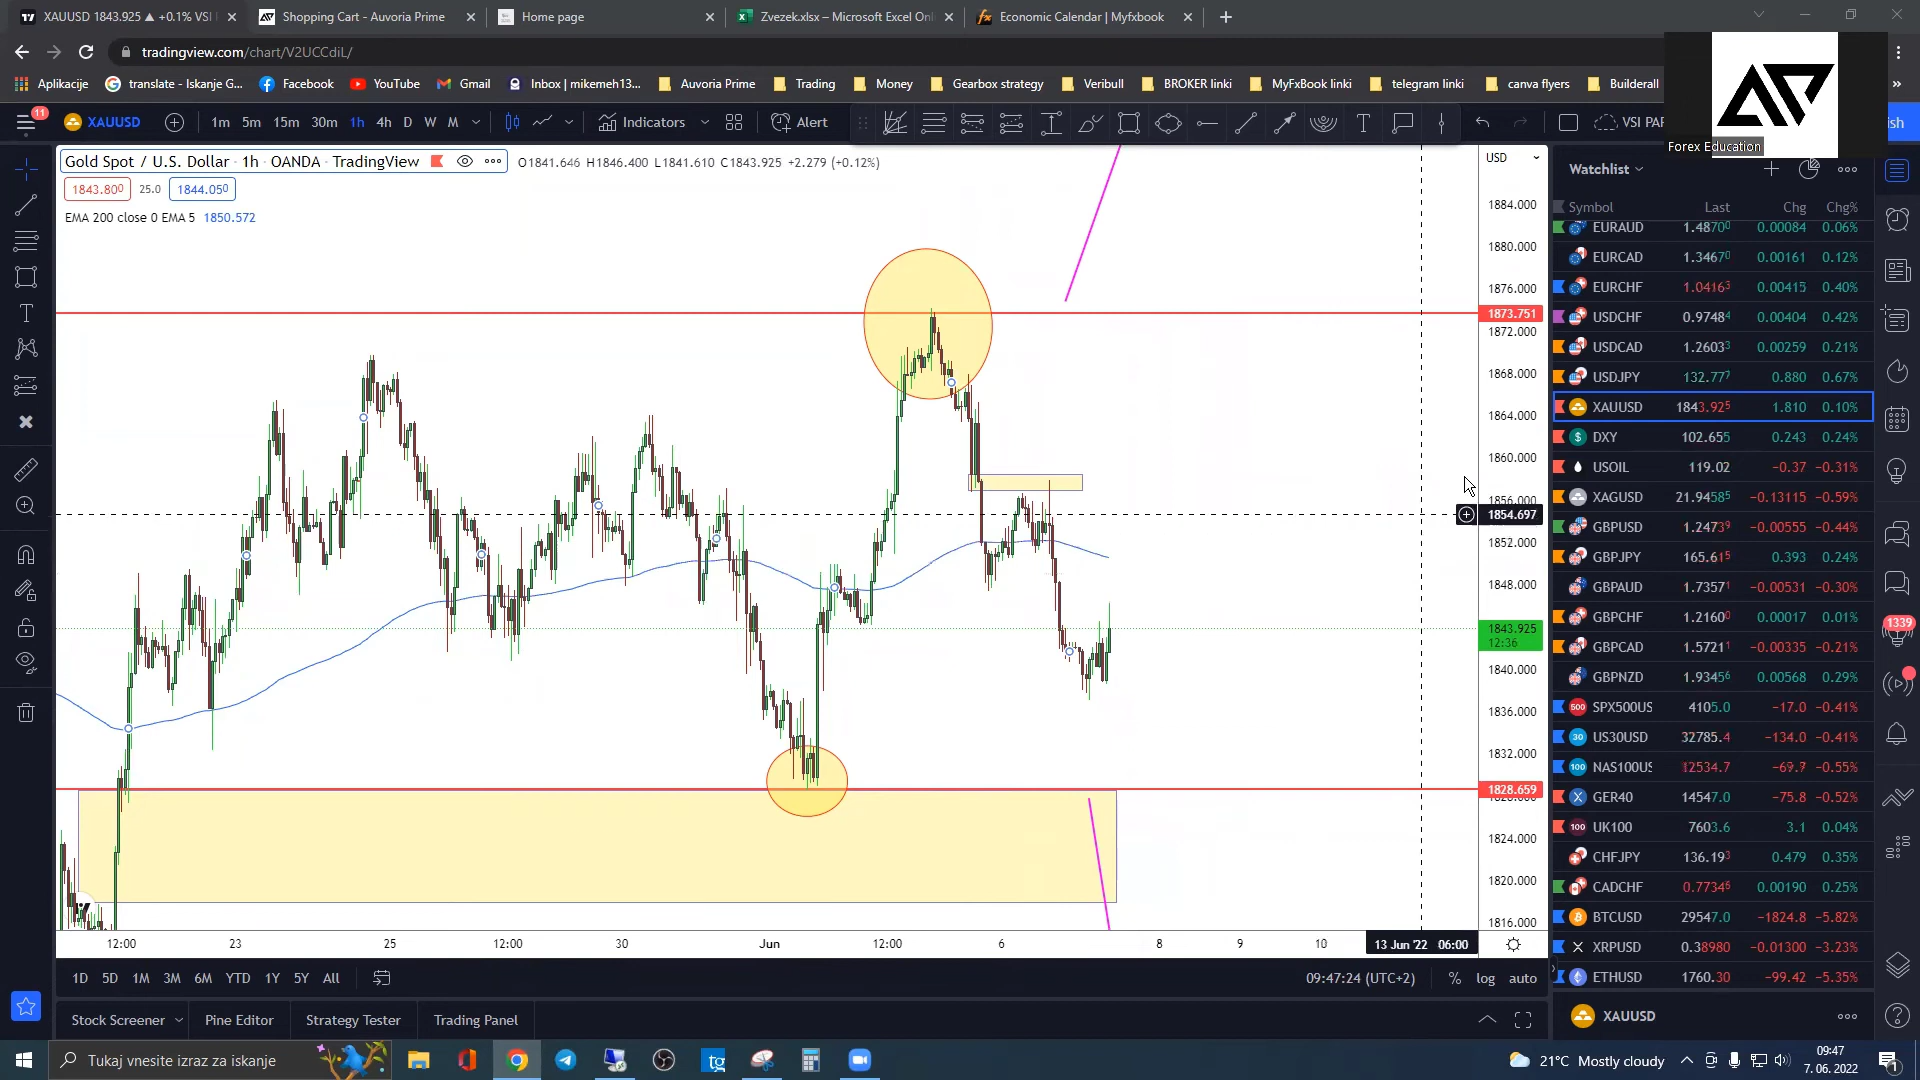 XAUUSD 1843.925 ▲ +0.1% VSI
Shopping Cart - Auvoria Prime
Home page
Zvezek.xlsx – Microsoft Excel Onl
Economic Calendar | Myfxbook
tradingview.com/chart/V2UCCdiL/
Aplikacije
translate - Iskanje G...
Facebook
YouTube
Gmail
Inbox | mikemeh13...
Auvoria Prime
Trading
Money
Gearbox strategy
Veribull
BROKER linki
MyFxBook linki
telegram linki
canva flyers
Builderall
Forex Education
11
XAUUSD
1m 5m 15m 30m 1h 4h D W M
Indicators
Alert
VSI PAR
ish
Gold Spot / U.S. Dollar · 1h · OANDA · TradingView
O1841.646 H1846.400 L1841.610 C1843.925 +2.279 (+0.12%)
1843.800 25.0 1844.050
EMA 200 close 0 EMA 5 1850.572
USD
1884.000
1880.000
1876.000
1873.751
1872.000
1868.000
1864.000
1860.000
1856.000
1854.697
1852.000
1848.000
1843.925
12:36
1840.000
1836.000
1832.000
1828.659
1824.000
1820.000
1816.000
12:00 23 25 12:00 30 Jun 12:00 6 8 9 10 13 Jun '22 06:00
1D 5D 1M 3M 6M YTD 1Y 5Y All
09:47:24 (UTC+2) % log auto
Stock Screener
Pine Editor
Strategy Tester
Trading Panel
Watchlist
Symbol Last Chg Chg%
EURAUD 1.48700 0.00084 0.06%
EURCAD 1.34670 0.00161 0.12%
EURCHF 1.04163 0.00415 0.40%
USDCHF 0.97484 0.00404 0.42%
USDCAD 1.26033 0.00259 0.21%
USDJPY 132.777 0.880 0.67%
XAUUSD 1843.925 1.810 0.10%
DXY 102.655 0.243 0.24%
USOIL 119.02 −0.37 −0.31%
XAGUSD 21.94585 −0.13115 −0.59%
GBPUSD 1.24739 −0.00555 −0.44%
GBPJPY 165.615 0.393 0.24%
GBPAUD 1.73571 −0.00531 −0.30%
GBPCHF 1.21600 0.00017 0.01%
GBPCAD 1.57211 −0.00335 −0.21%
GBPNZD 1.93456 0.00568 0.29%
SPX500US 4105.0 −17.0 −0.41%
US30USD 32785.4 −134.0 −0.41%
NAS100US 12534.7 −69.7 −0.55%
GER40 14547.0 −75.8 −0.52%
UK100 7603.6 3.1 0.04%
CHFJPY 136.193 0.479 0.35%
CADCHF 0.77346 0.00190 0.25%
BTCUSD 29547.0 −1824.8 −5.82%
XRPUSD 0.38980 −0.01300 −3.23%
ETHUSD 1760.30 −99.42 −5.35%
XAUUSD
1339
Tukaj vnesite izraz za iskanje
21°C Mostly cloudy
09:47
7. 06. 2022
1